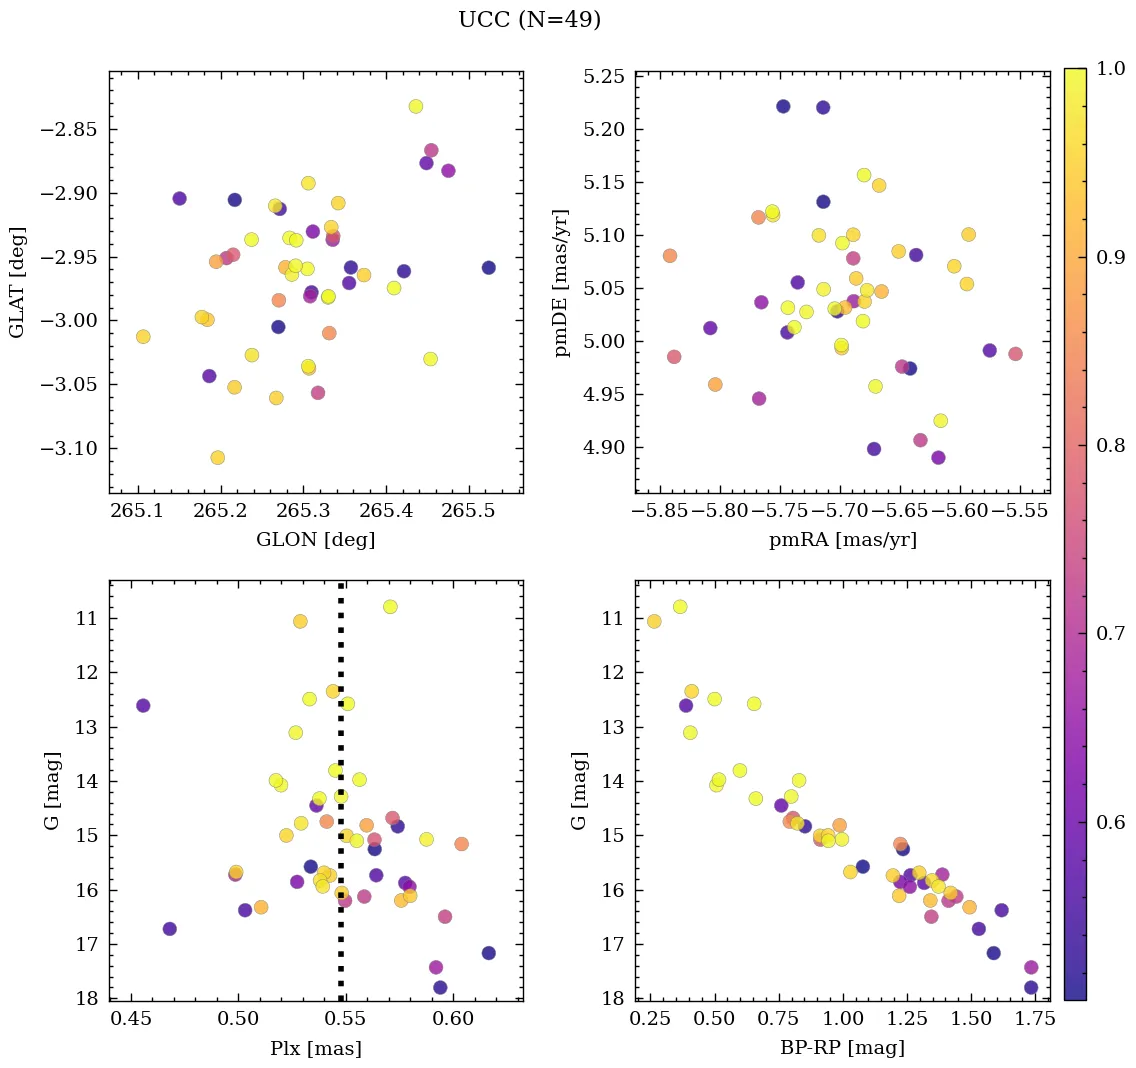 UCC (N=49)
−2.85
−2.90
−2.95
−3.00
−3.05
−3.10
GLAT [deg]
265.1 265.2 265.3 265.4 265.5
GLON [deg]
5.25
5.20
5.15
5.10
5.05
5.00
4.95
4.90
pmDE [mas/yr]
−5.85 −5.80 −5.75 −5.70 −5.65 −5.60 −5.55
pmRA [mas/yr]
1.0
0.9
0.8
0.7
0.6
11
12
13
14
15
16
17
18
G [mag]
0.45 0.50 0.55 0.60
Plx [mas]
11
12
13
14
15
16
17
18
G [mag]
0.25 0.50 0.75 1.00 1.25 1.50 1.75
BP-RP [mag]